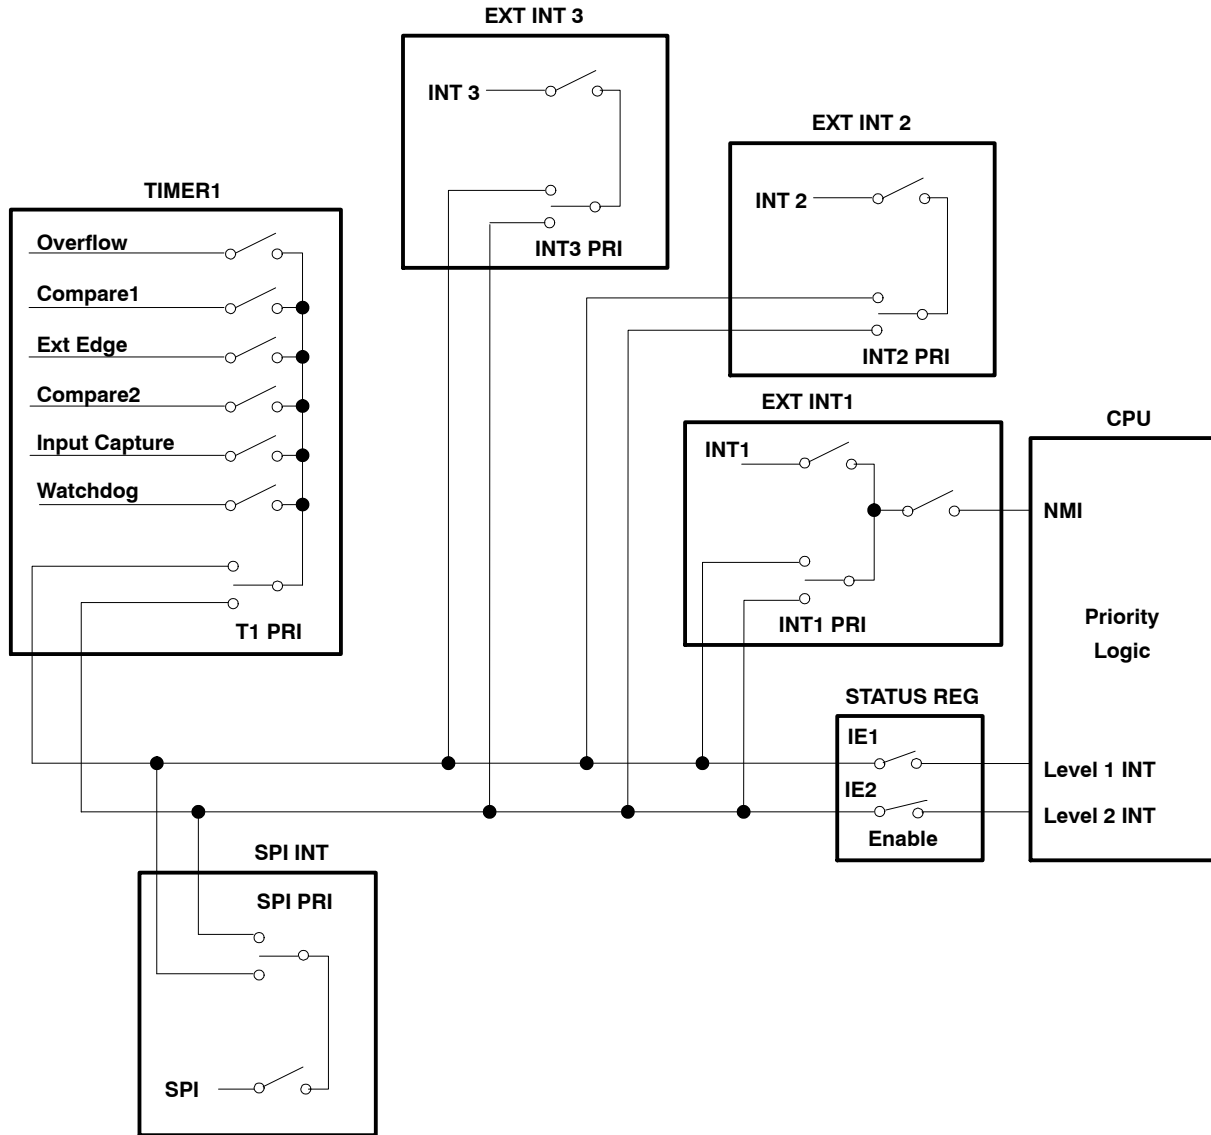 EXT INT 3
INT 3
INT3 PRI
EXT INT 2
INT 2
INT2 PRI
TIMER1
Overflow
Compare1
Ext Edge
Compare2
Input Capture
Watchdog
T1 PRI
EXT INT1
INT1
INT1 PRI
CPU
NMI
Priority
Logic
Level 1 INT
Level 2 INT
STATUS REG
IE1
IE2
Enable
SPI INT
SPI PRI
SPI